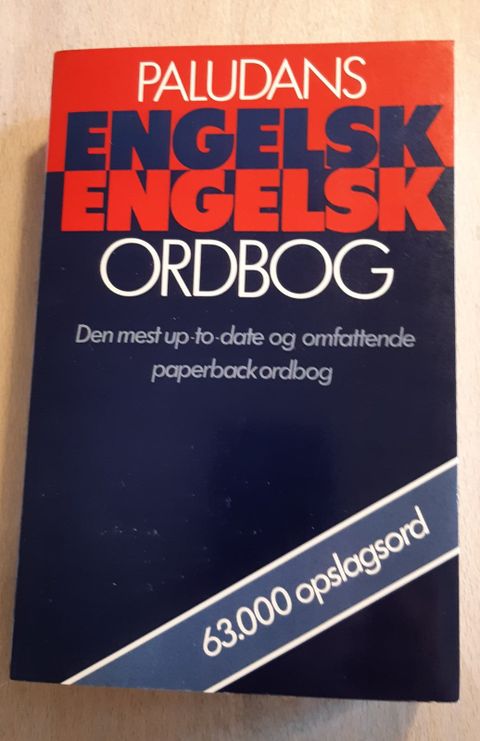 PALUDANS
ENGELSK
ENGELSK
ORDBOG
Den mest up-to-date og omfattende
paperback ordbog
63.000 opslagsord